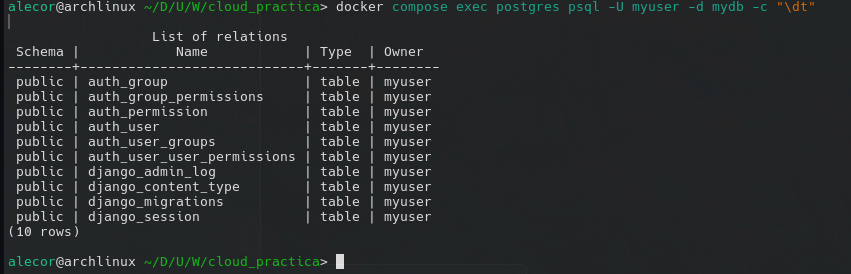 alecor@archlinux ~/D/U/W/cloud_practica> docker compose exec postgres psql -U myuser -d mydb -c "\dt"
                   List of relations
 Schema |            Name            | Type  | Owner
--------+----------------------------+-------+--------
 public | auth_group                 | table | myuser
 public | auth_group_permissions     | table | myuser
 public | auth_permission            | table | myuser
 public | auth_user                  | table | myuser
 public | auth_user_groups           | table | myuser
 public | auth_user_user_permissions | table | myuser
 public | django_admin_log           | table | myuser
 public | django_content_type        | table | myuser
 public | django_migrations          | table | myuser
 public | django_session             | table | myuser
(10 rows)
alecor@archlinux ~/D/U/W/cloud_practica>